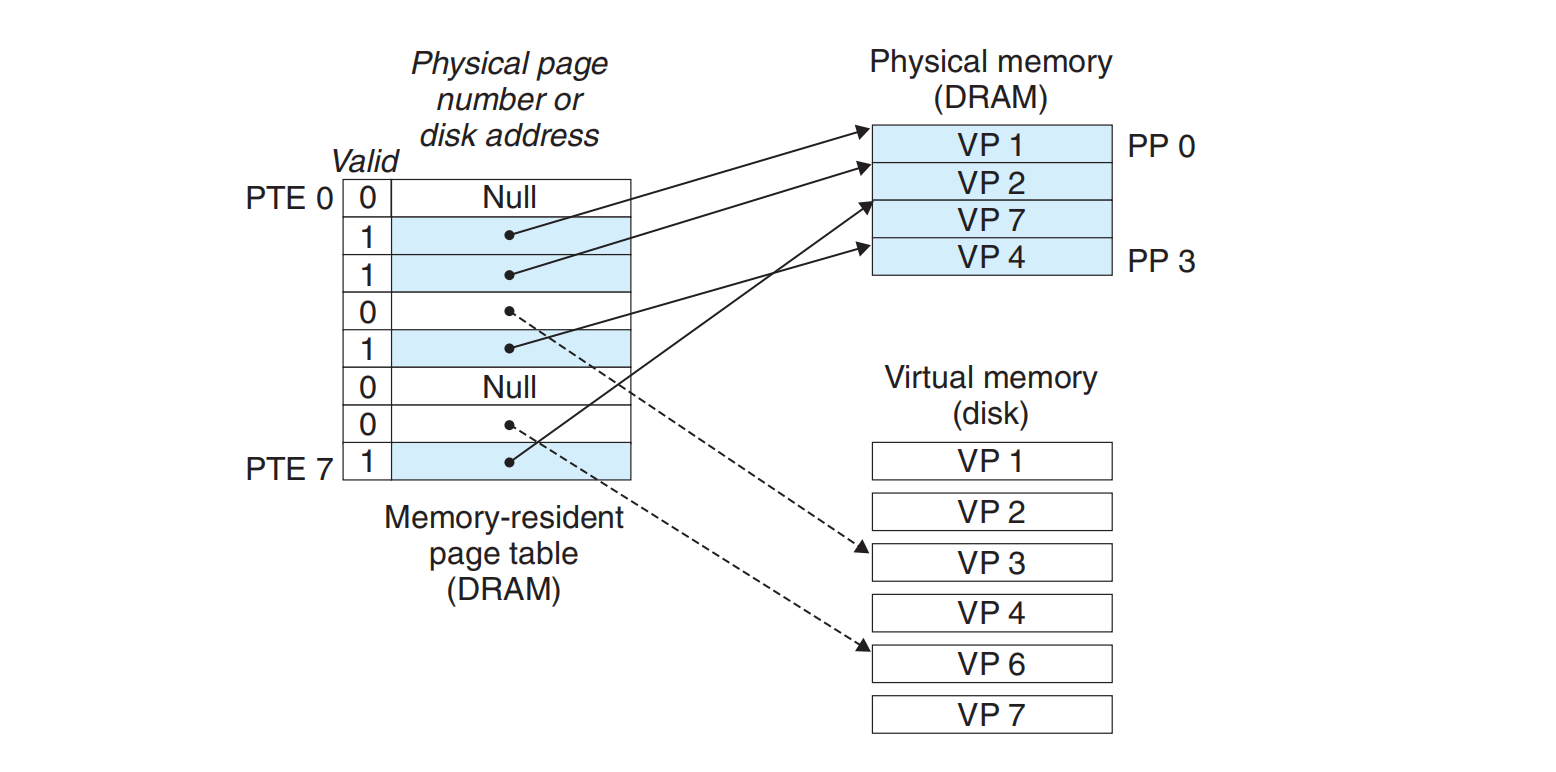 Physical page
number or
disk address
Valid
PTE 0 0 Null
1
1
0
1
0 Null
0
PTE 7 1
Memory-resident
page table
(DRAM)
Physical memory
(DRAM)
VP 1 PP 0
VP 2
VP 7
VP 4 PP 3
Virtual memory
(disk)
VP 1
VP 2
VP 3
VP 4
VP 6
VP 7